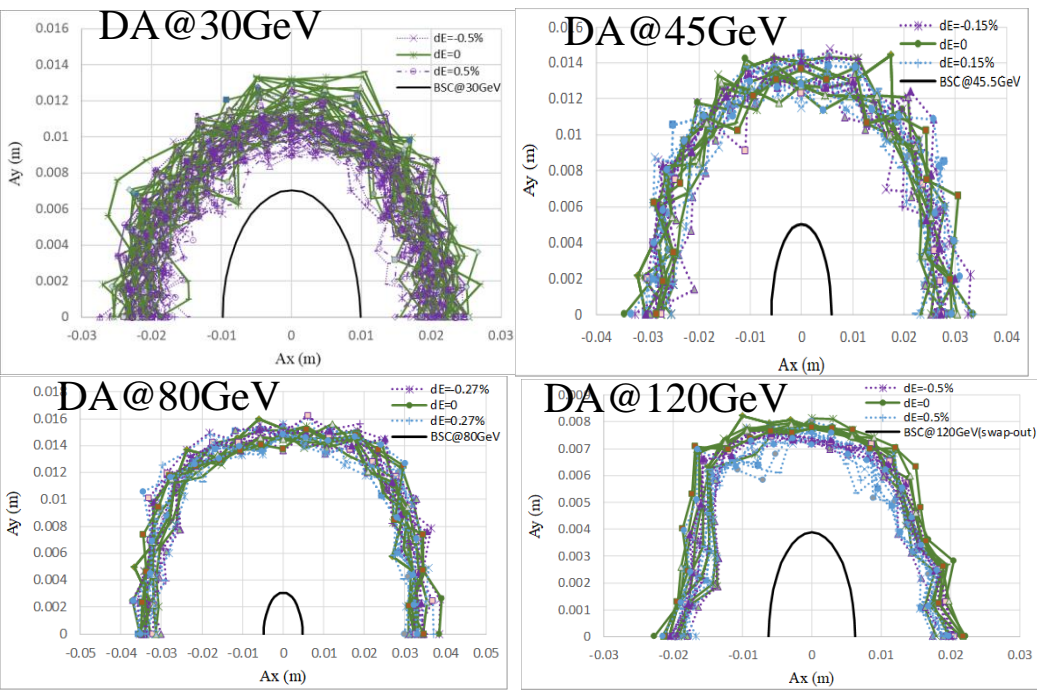 DA@30GeV
0.016
0.014
0.012
0.01
0.008
0.006
0.004
0.002
0
Ay (m)
-0.03
-0.02
-0.01
0
0.01
0.02
0.03
Ax (m)
dE=-0.5%
dE=0
dE=0.5%
BSC@30GeV
DA@45GeV
0.016
0.014
0.012
0.01
0.008
0.006
0.004
0.002
0
Ay (m)
-0.04
-0.03
-0.02
-0.01
0
0.01
0.02
0.03
0.04
Ax (m)
dE=-0.15%
dE=0
dE=0.15%
BSC@45.5GeV
DA@80GeV
0.018
0.016
0.014
0.012
0.01
0.008
0.006
0.004
0.002
0
Ay (m)
-0.05
-0.04
-0.03
-0.02
-0.01
0
0.01
0.02
0.03
0.04
0.05
Ax (m)
dE=-0.27%
dE=0
dE=0.27%
BSC@80GeV
DA@120GeV
0.009
0.008
0.007
0.006
0.005
0.004
0.003
0.002
0.001
0
Ay (m)
-0.03
-0.02
-0.01
0
0.01
0.02
0.03
Ax (m)
dE=-0.5%
dE=0
dE=0.5%
BSC@120GeV(swap-out)